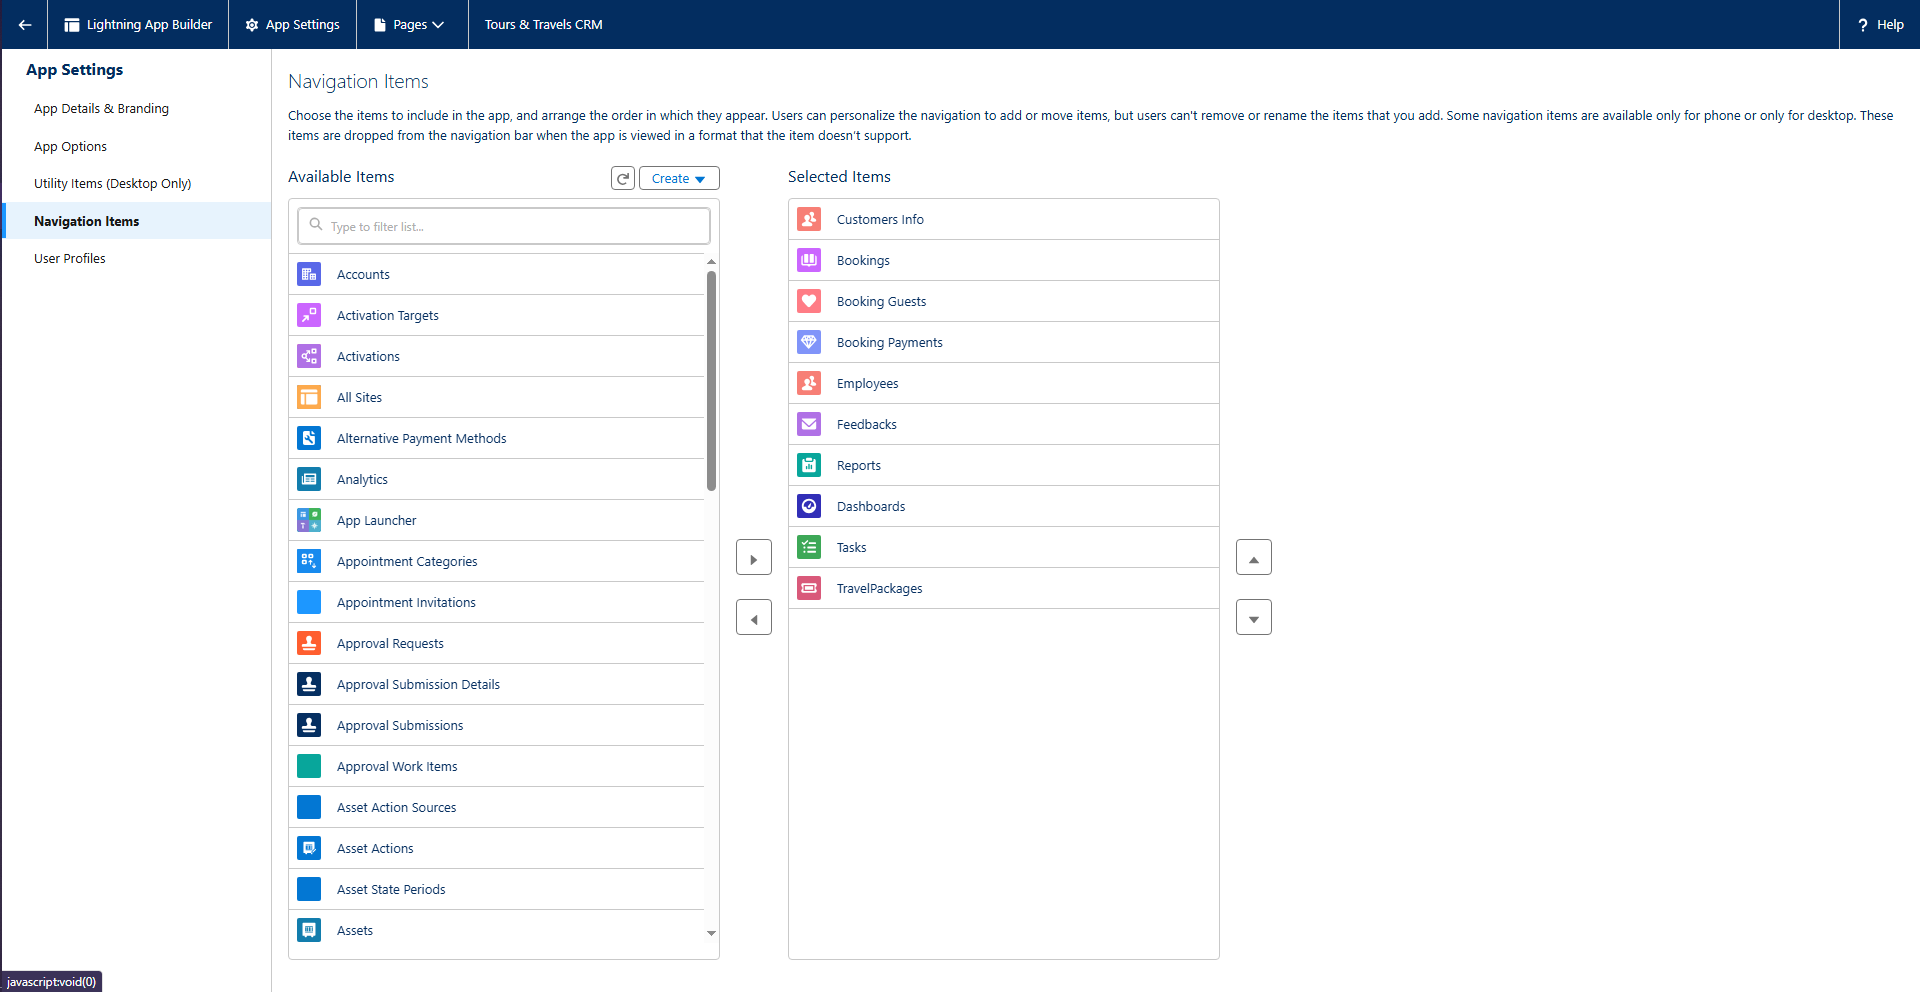 Lightning App Builder
App Settings
Pages
Tours & Travels CRM
? Help
App Settings
App Details & Branding
App Options
Utility Items (Desktop Only)
Navigation Items
User Profiles
Navigation Items
Choose the items to include in the app, and arrange the order in which they appear. Users can personalize the navigation to add or move items, but users can't remove or rename the items that you add. Some navigation items are available only for phone or only for desktop. These
items are dropped from the navigation bar when the app is viewed in a format that the item doesn't support.
Available Items
Create
Type to filter list...
Accounts
Activation Targets
Activations
All Sites
Alternative Payment Methods
Analytics
App Launcher
Appointment Categories
Appointment Invitations
Approval Requests
Approval Submission Details
Approval Submissions
Approval Work Items
Asset Action Sources
Asset Actions
Asset State Periods
Assets
Selected Items
Customers Info
Bookings
Booking Guests
Booking Payments
Employees
Feedbacks
Reports
Dashboards
Tasks
TravelPackages
javascript:void(0)